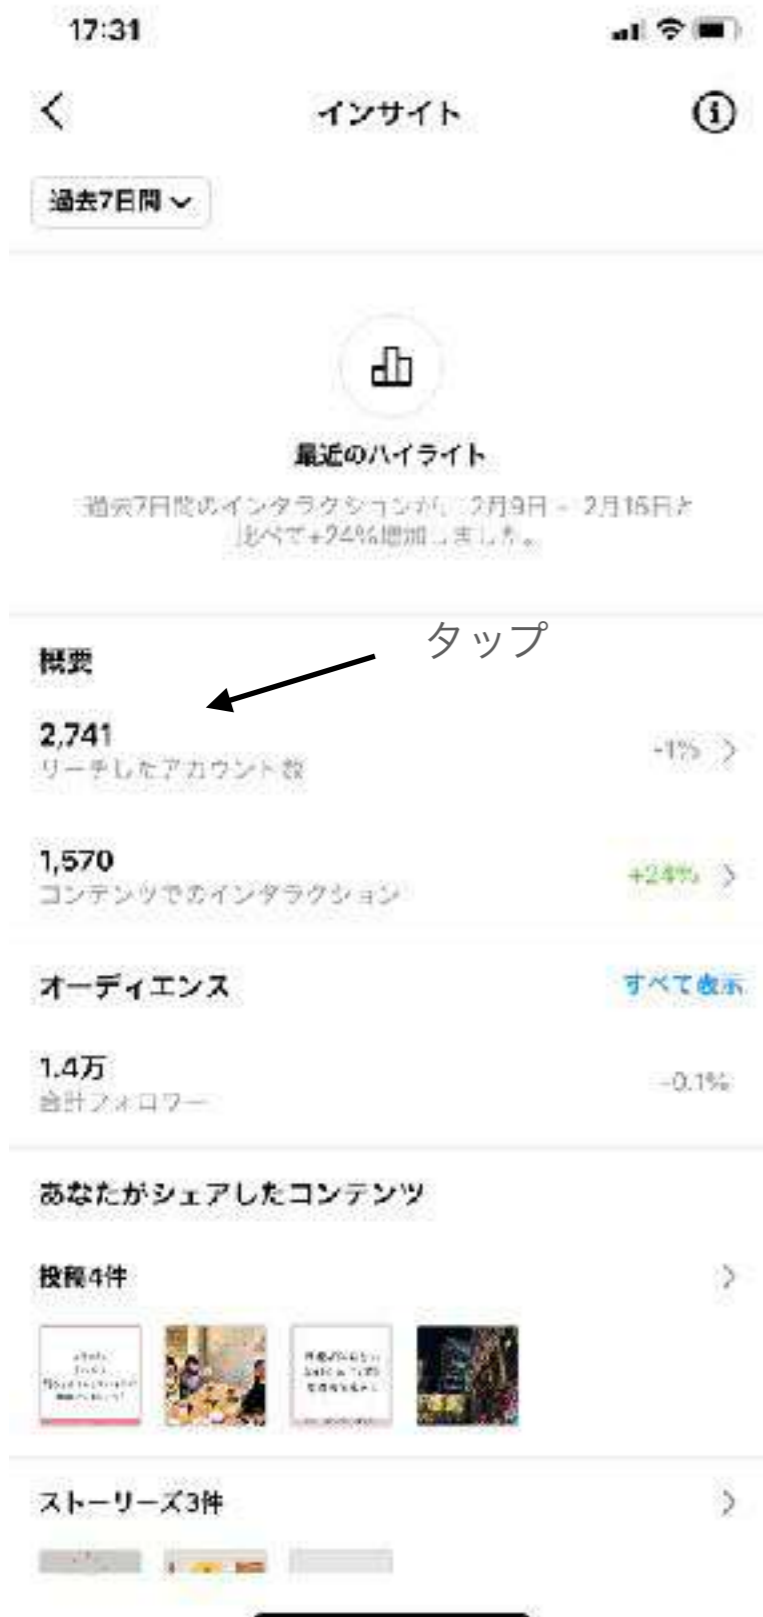 17:31
インサイト
過去7日間
最近のハイライト
過去7日間のインタラクションが、2月9日 - 2月15日と
比べて+24%増加しました。
タップ
概要
2,741
リーチしたアカウント数
-1%
1,570
コンテンツでのインタラクション
+24%
オーディエンス
すべて表示
1.4万
合計フォロワー
-0.1%
あなたがシェアしたコンテンツ
投稿4件
ストーリーズ3件